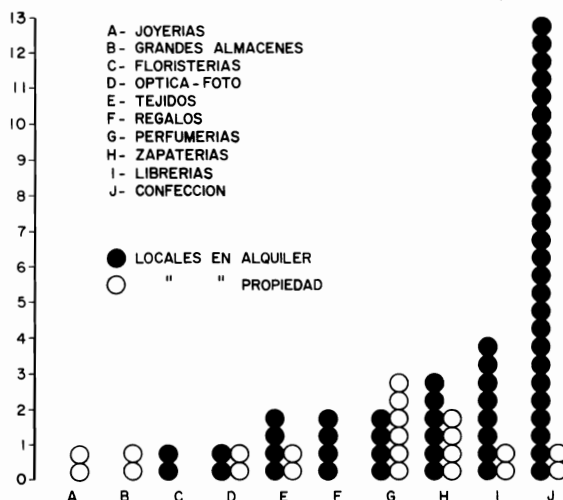 13
12
11
10
9
8
7
6
5
4
3
2
1
0
A- JOYERIAS
B- GRANDES ALMACENES
C- FLORISTERIAS
D- OPTICA-FOTO
E- TEJIDOS
F- REGALOS
G- PERFUMERIAS
H- ZAPATERIAS
I- LIBRERIAS
J- CONFECCION
LOCALES EN ALQUILER
" " PROPIEDAD
A B C D E F G H I J